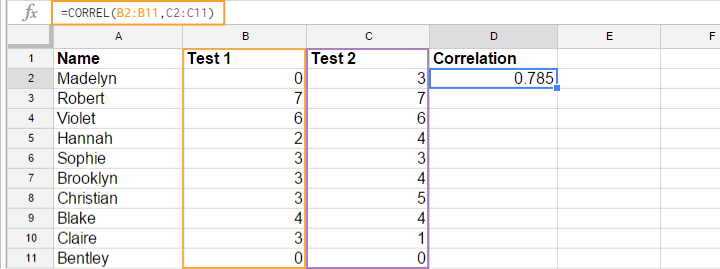 fx =CORREL(B2:B11,C2:C11)
A B C D E F
1 Name Test 1 Test 2 Correlation
2 Madelyn 0 3 0.785
3 Robert 7 7
4 Violet 6 6
5 Hannah 2 4
6 Sophie 3 3
7 Brooklyn 3 4
8 Christian 3 5
9 Blake 4 4
10 Claire 3 1
11 Bentley 0 0